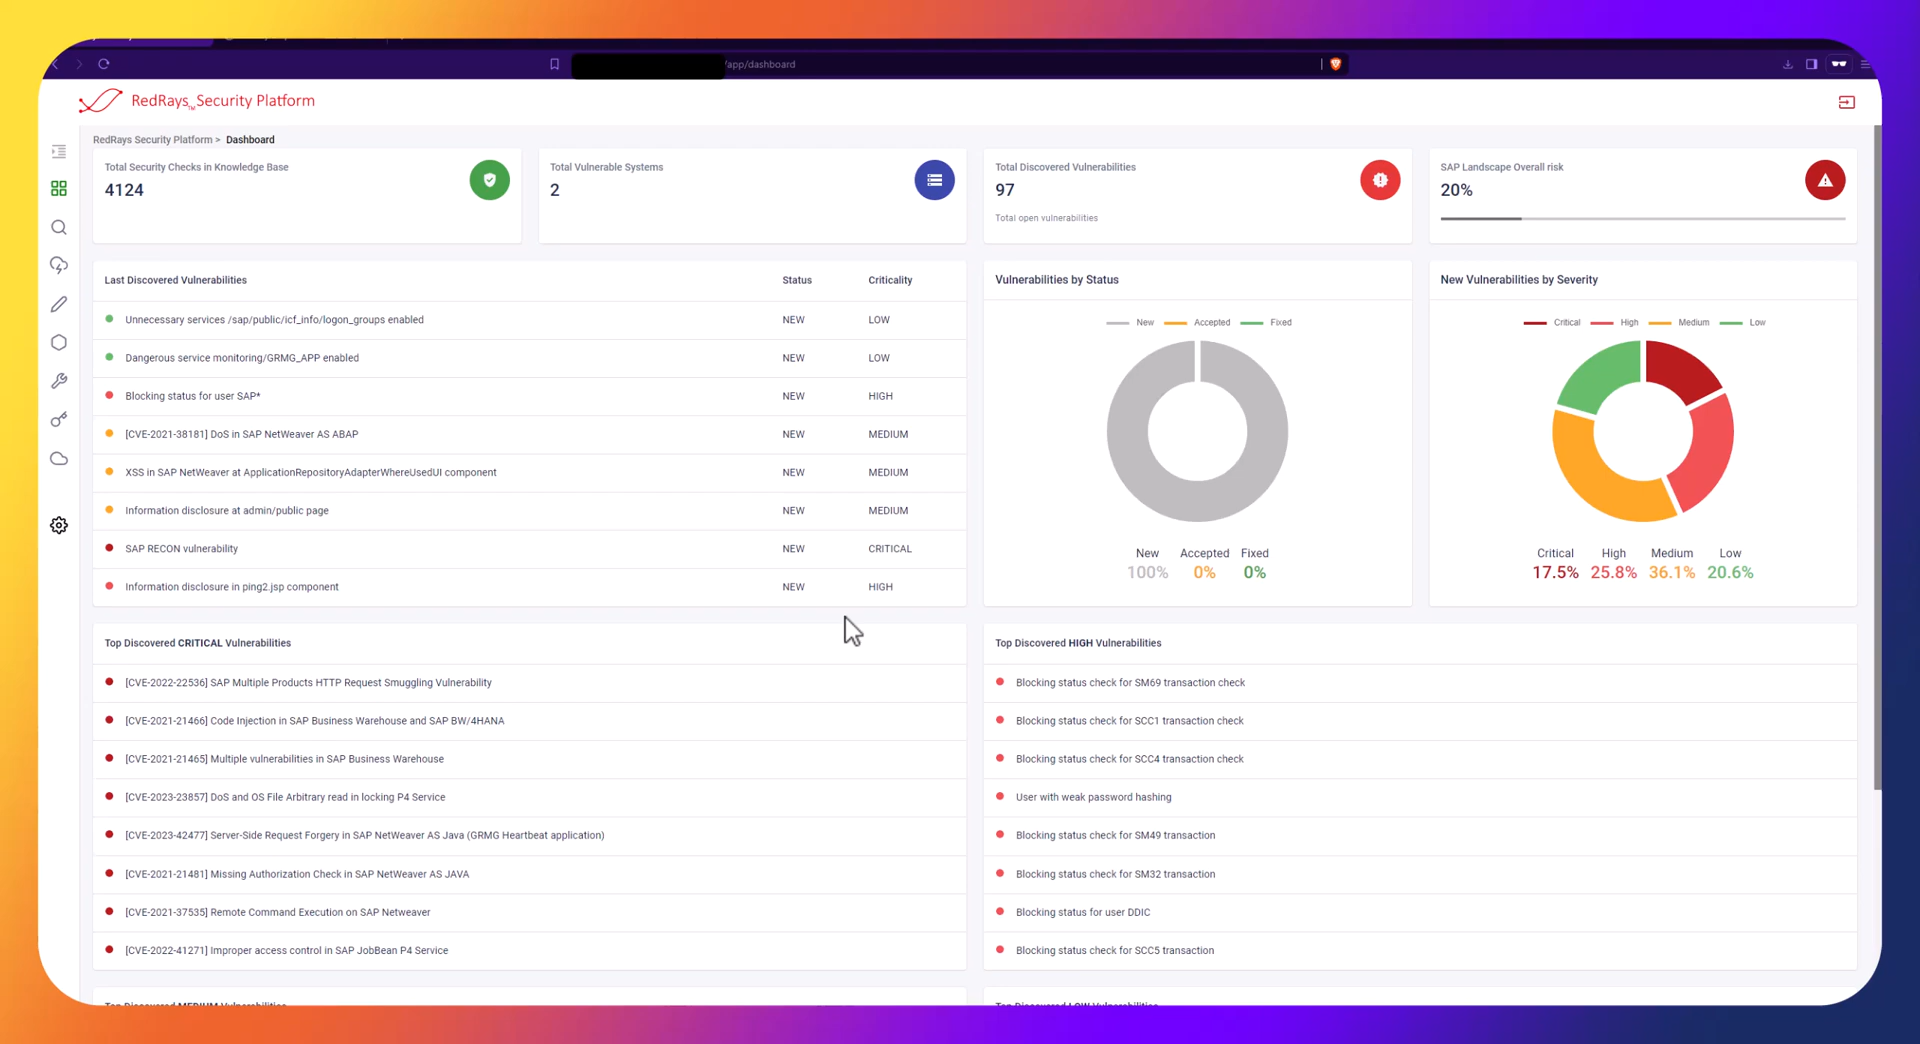 /app/dashboard
RedRays™ Security Platform
RedRays Security Platform > Dashboard
Total Security Checks in Knowledge Base
4124
Total Vulnerable Systems
2
Total Discovered Vulnerabilities
97
Total open vulnerabilities
SAP Landscape Overall risk
20%
Last Discovered Vulnerabilities Status Criticality
Unnecessary services /sap/public/icf_info/logon_groups enabled NEW LOW
Dangerous service monitoring/GRMG_APP enabled NEW LOW
Blocking status for user SAP* NEW HIGH
[CVE-2021-38181] DoS in SAP NetWeaver AS ABAP NEW MEDIUM
XSS in SAP NetWeaver at ApplicationRepositoryAdapterWhereUsedUI component NEW MEDIUM
Information disclosure at admin/public page NEW MEDIUM
SAP RECON vulnerability NEW CRITICAL
Information disclosure in ping2.jsp component NEW HIGH
Vulnerabilities by Status
New Accepted Fixed
New Accepted Fixed
100% 0% 0%
New Vulnerabilities by Severity
Critical High Medium Low
Critical High Medium Low
17.5% 25.8% 36.1% 20.6%
Top Discovered CRITICAL Vulnerabilities
[CVE-2022-22536] SAP Multiple Products HTTP Request Smuggling Vulnerability
[CVE-2021-21466] Code Injection in SAP Business Warehouse and SAP BW/4HANA
[CVE-2021-21465] Multiple vulnerabilities in SAP Business Warehouse
[CVE-2023-23857] DoS and OS File Arbitrary read in locking P4 Service
[CVE-2023-42477] Server-Side Request Forgery in SAP NetWeaver AS Java (GRMG Heartbeat application)
[CVE-2021-21481] Missing Authorization Check in SAP NetWeaver AS JAVA
[CVE-2021-37535] Remote Command Execution on SAP Netweaver
[CVE-2022-41271] Improper access control in SAP JobBean P4 Service
Top Discovered HIGH Vulnerabilities
Blocking status check for SM69 transaction check
Blocking status check for SCC1 transaction check
Blocking status check for SCC4 transaction check
User with weak password hashing
Blocking status check for SM49 transaction
Blocking status check for SM32 transaction
Blocking status for user DDIC
Blocking status check for SCC5 transaction
Top Discovered MEDIUM Vulnerabilities
Top Discovered LOW Vulnerabilities